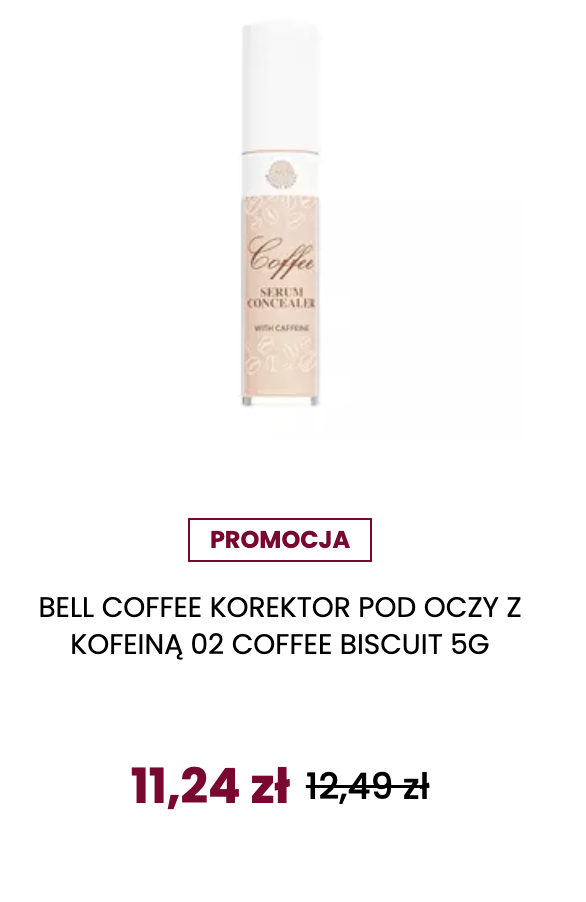 Coffee
SERUM
CONCEALER
WITH CAFFEINE
PROMOCJA
BELL COFFEE KOREKTOR POD OCZY Z
KOFEINĄ 02 COFFEE BISCUIT 5G
11,24 zł 12,49 zł